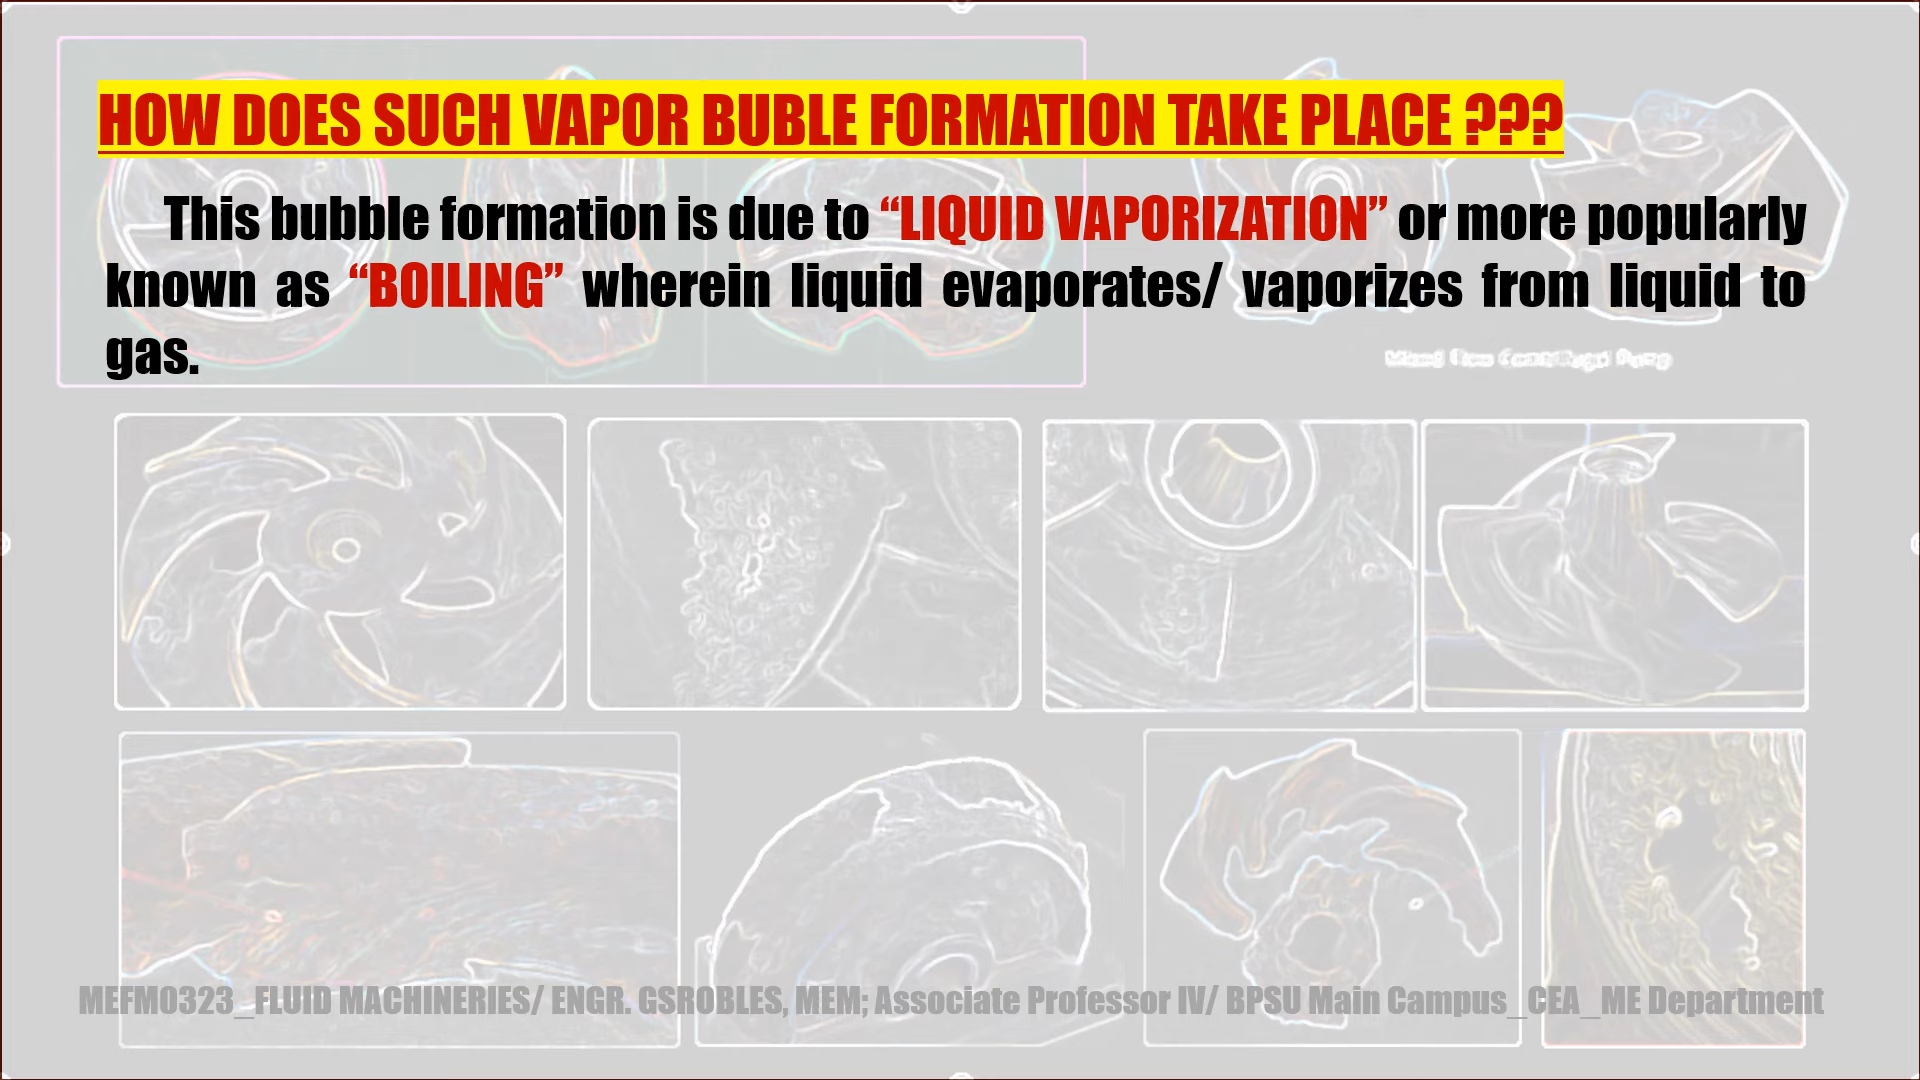 HOW DOES SUCH VAPOR BUBLE FORMATION TAKE PLACE ???
This bubble formation is due to “LIQUID VAPORIZATION” or more popularly
known as “BOILING” wherein liquid evaporates/ vaporizes from liquid to
gas.
MEFM0323_FLUID MACHINERIES/ ENGR. GSROBLES, MEM; Associate Professor IV/ BPSU Main Campus_CEA_ME Department